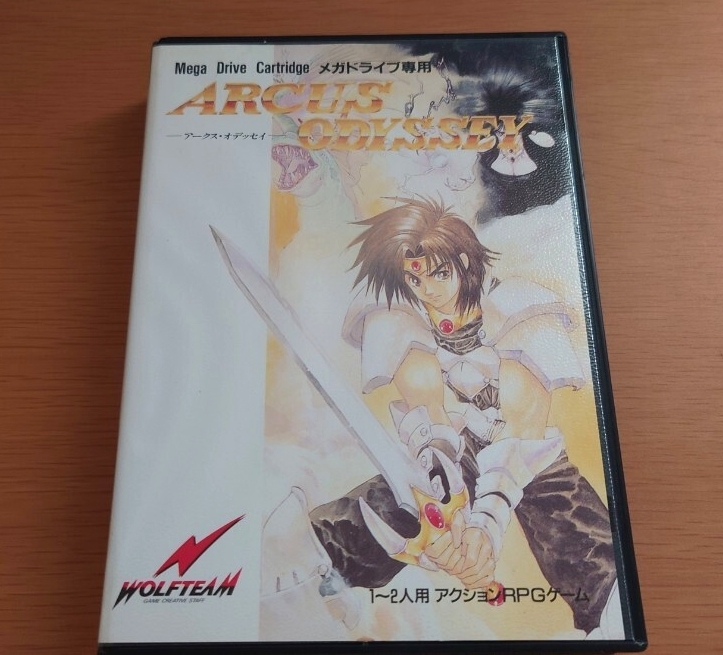 Mega Drive Cartridge メガドライブ専用
ARCUS
ODYSSEY
アークス・オデッセイ
WOLFTEAM
GAME CREATIVE STAFF
1〜2人用 アクションRPGゲーム